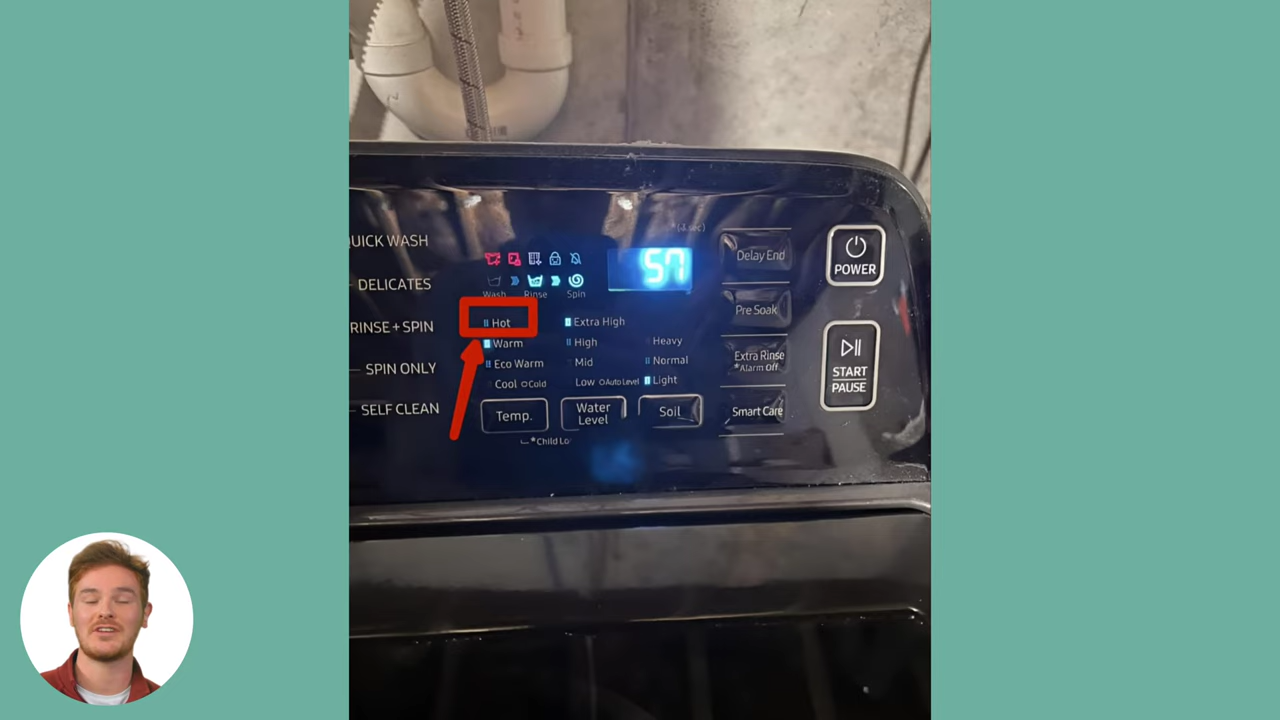 *(4.sec)
QUICK WASH
DELICATES
RINSE + SPIN
SPIN ONLY
SELF CLEAN
57
Wash Rinse Spin
Hot
Warm
Eco Warm
Cool Cold
Temp.
Extra High
High
Mid
Low Auto Level
Water
Level
Heavy
Normal
Light
Soil
*Child Lo
Delay End
Pre Soak
Extra Rinse
*Alarm Off
Smart Care
POWER
START
PAUSE